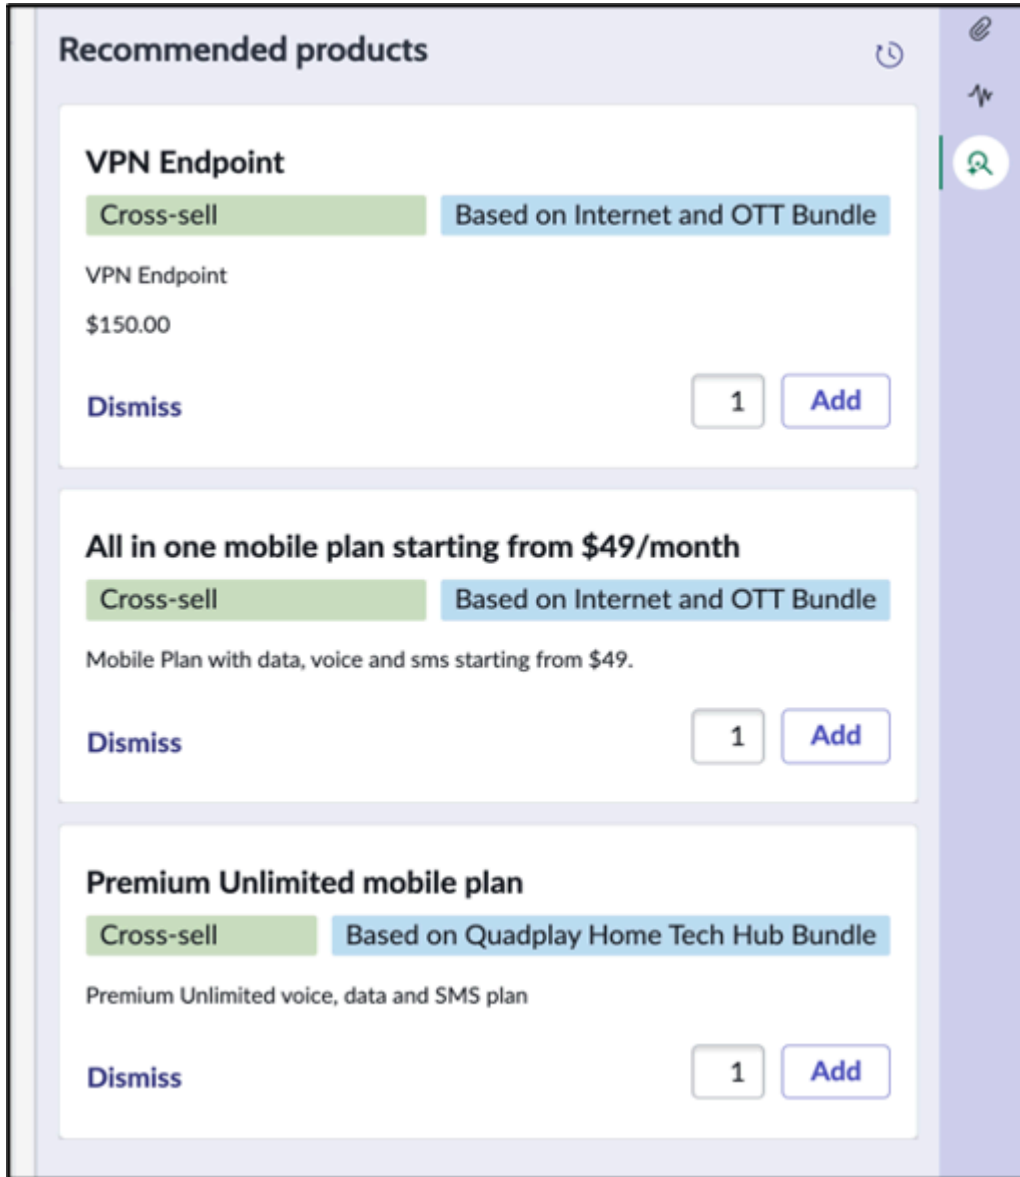 Recommended products
VPN Endpoint
Cross-sell
Based on Internet and OTT Bundle
VPN Endpoint
$150.00
Dismiss
1
Add
All in one mobile plan starting from $49/month
Cross-sell
Based on Internet and OTT Bundle
Mobile Plan with data, voice and sms starting from $49.
Dismiss
1
Add
Premium Unlimited mobile plan
Cross-sell
Based on Quadplay Home Tech Hub Bundle
Premium Unlimited voice, data and SMS plan
Dismiss
1
Add